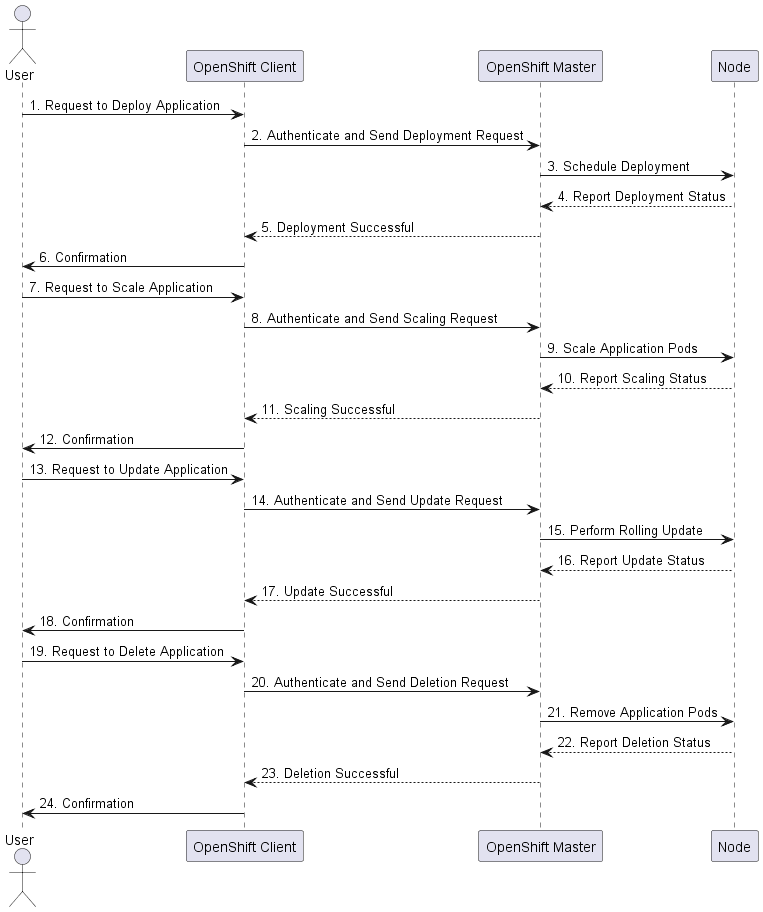 User
OpenShift Client
OpenShift Master
Node
1. Request to Deploy Application
2. Authenticate and Send Deployment Request
3. Schedule Deployment
4. Report Deployment Status
5. Deployment Successful
6. Confirmation
7. Request to Scale Application
8. Authenticate and Send Scaling Request
9. Scale Application Pods
10. Report Scaling Status
11. Scaling Successful
12. Confirmation
13. Request to Update Application
14. Authenticate and Send Update Request
15. Perform Rolling Update
16. Report Update Status
17. Update Successful
18. Confirmation
19. Request to Delete Application
20. Authenticate and Send Deletion Request
21. Remove Application Pods
22. Report Deletion Status
23. Deletion Successful
24. Confirmation
User
OpenShift Client
OpenShift Master
Node